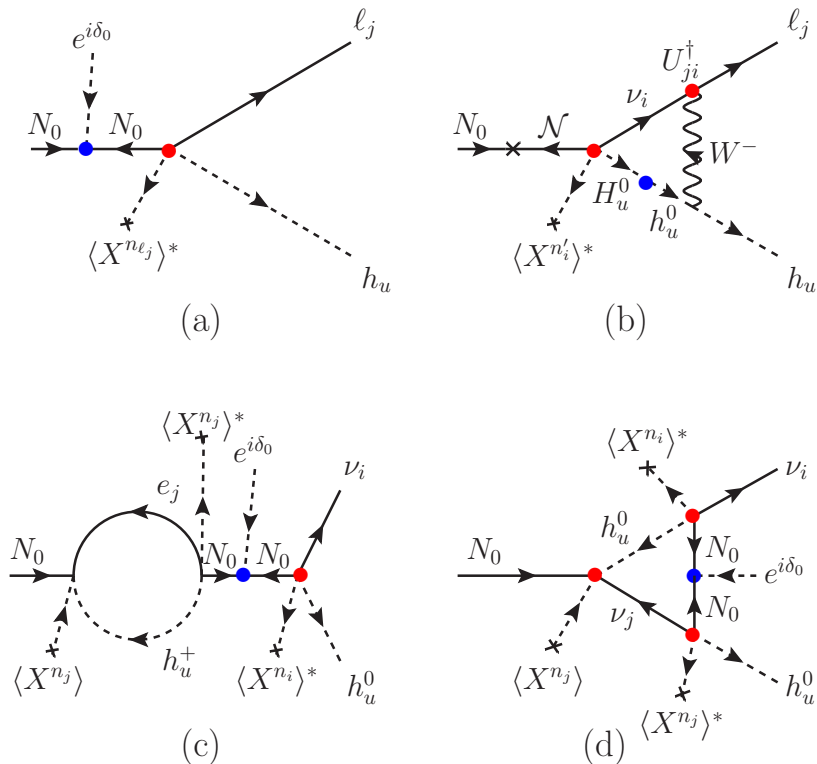 e^{iδ_0}
ℓ_j
N_0 N_0
⟨X^{n_{ℓ_j}}⟩^*
h_u
(a)
ℓ_j
U^†_{ji}
ν_i
N_0 𝒩
W^−
H^0_u
h^0_u
⟨X^{n'_i}⟩^*
h_u
(b)
⟨X^{n_j}⟩^*
e^{iδ_0}
e_j
ν_i
N_0 N_0 N_0
h^+_u
⟨X^{n_j}⟩ ⟨X^{n_i}⟩^*
h^0_u
(c)
⟨X^{n_i}⟩^*
ν_i
h^0_u
N_0 N_0
e^{iδ_0}
ν_j N_0
⟨X^{n_j}⟩
h^0_u
⟨X^{n_j}⟩^*
(d)